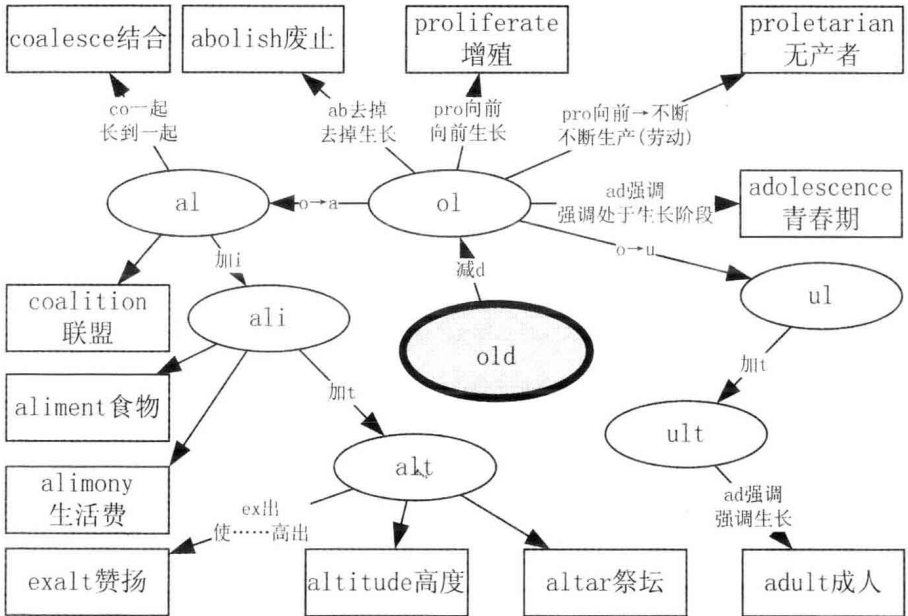 coalesce结合
abolish废止
proliferate
增殖
proletarian
无产者
co一起
长到一起
ab去掉
去掉生长
pro向前
向前生长
pro向前→不断
不断生产(劳动)
al
o→a
ol
ad强调
强调处于生长阶段
adolescence
青春期
加i
减d
o→u
coalition
联盟
ali
old
ul
aliment食物
加t
加t
alimony
生活费
alt
ult
ex出
使……高出
ad强调
强调生长
exalt赞扬
altitude高度
altar祭坛
adult成人